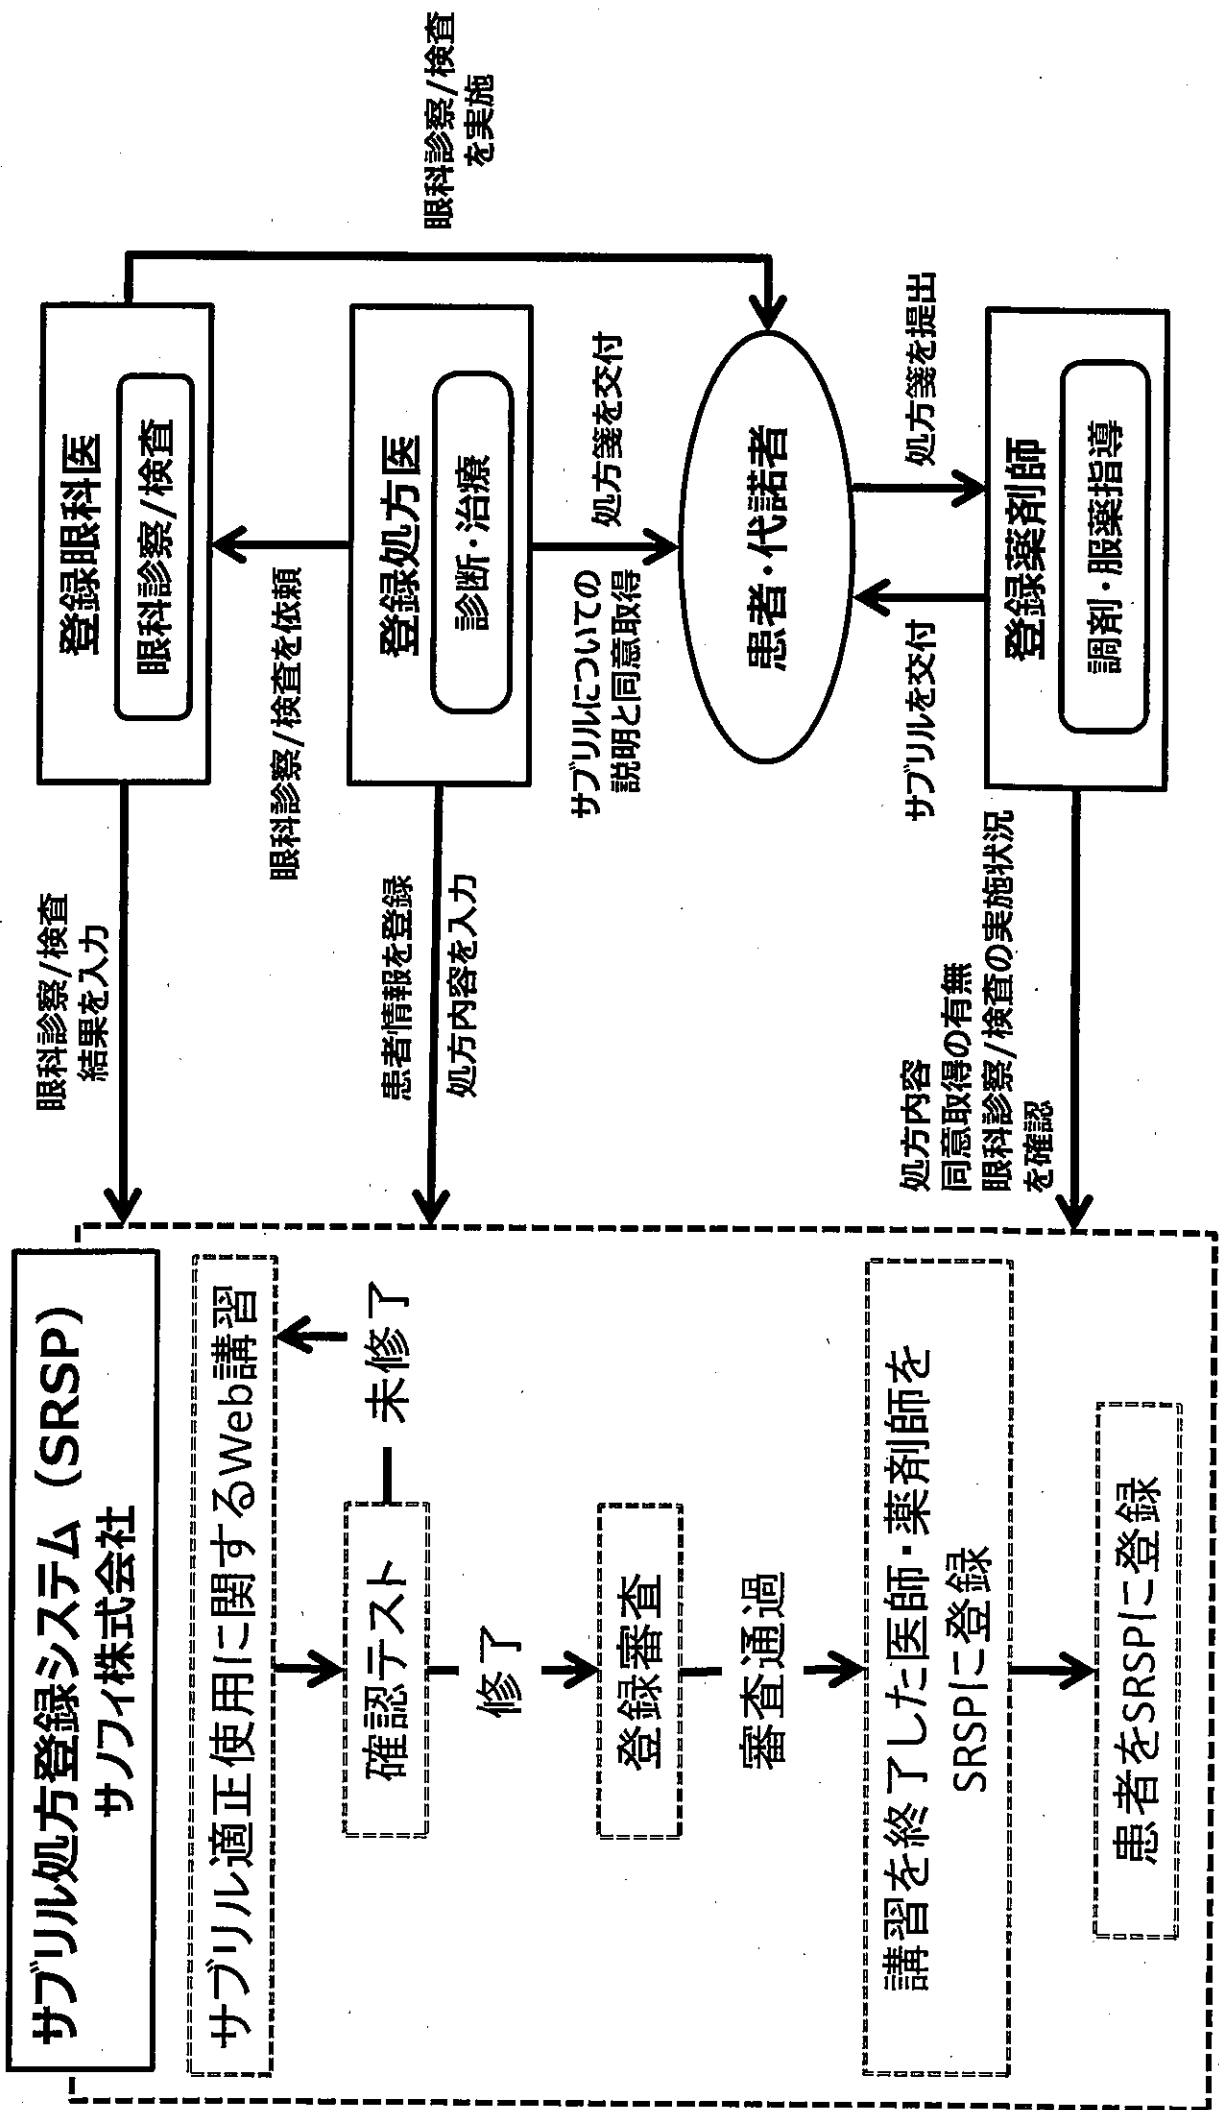 サブリル処方登録システム（SRSP）
サノフィ株式会社
サブリル適正使用に関するWeb講習
確認テスト
未修了
修了
登録審査
審査通過
講習を終了した医師・薬剤師を
SRSPに登録
患者をSRSPに登録
眼科診察/検査
結果を入力
患者情報を登録
処方内容を入力
処方内容
同意取得の有無
眼科診察/検査の実施状況
を確認
登録眼科医
眼科診察/検査
眼科診察/検査を依頼
登録処方医
診断・治療
サブリルについての
説明と同意取得
処方箋を交付
患者・代諾者
サブリルを交付
処方箋を提出
登録薬剤師
調剤・服薬指導
眼科診察/検査
を実施